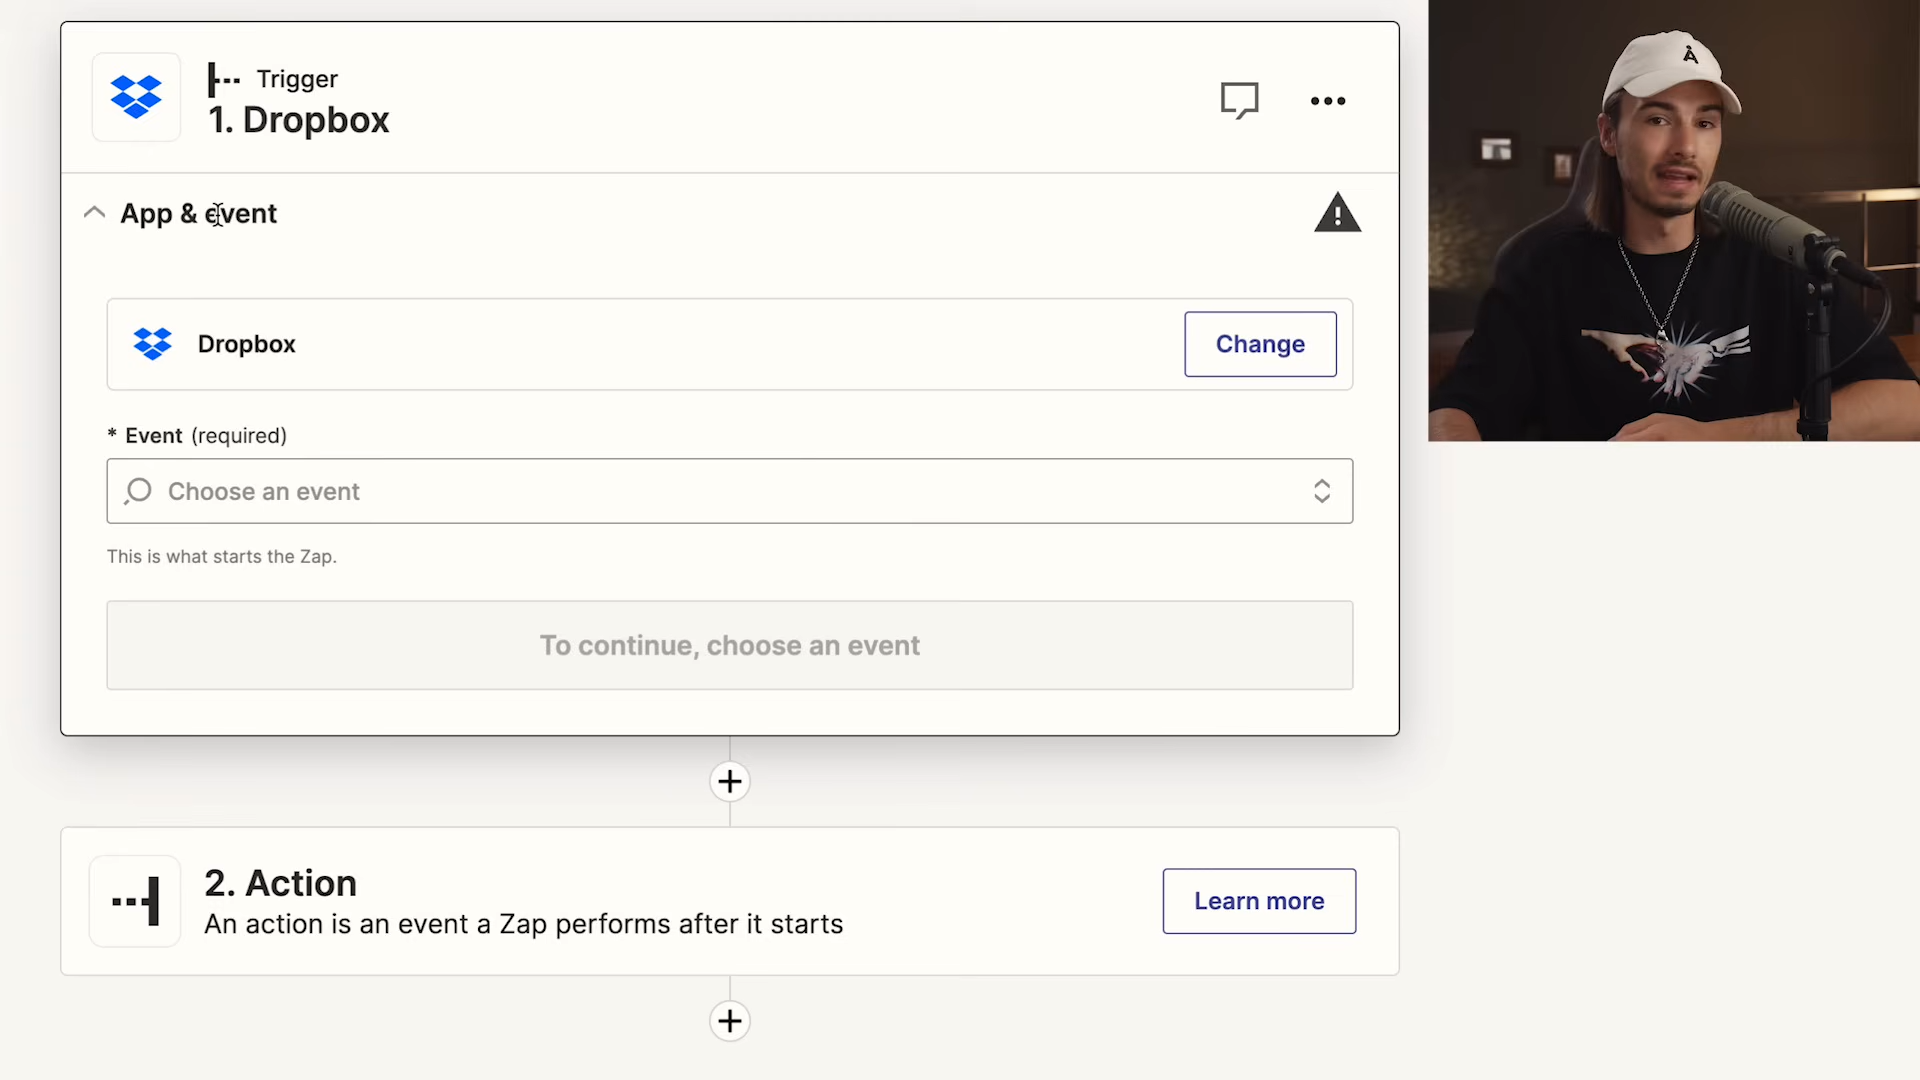 Trigger
1. Dropbox
App & event
Dropbox
Change
* Event (required)
Choose an event
This is what starts the Zap.
To continue, choose an event
2. Action
An action is an event a Zap performs after it starts
Learn more